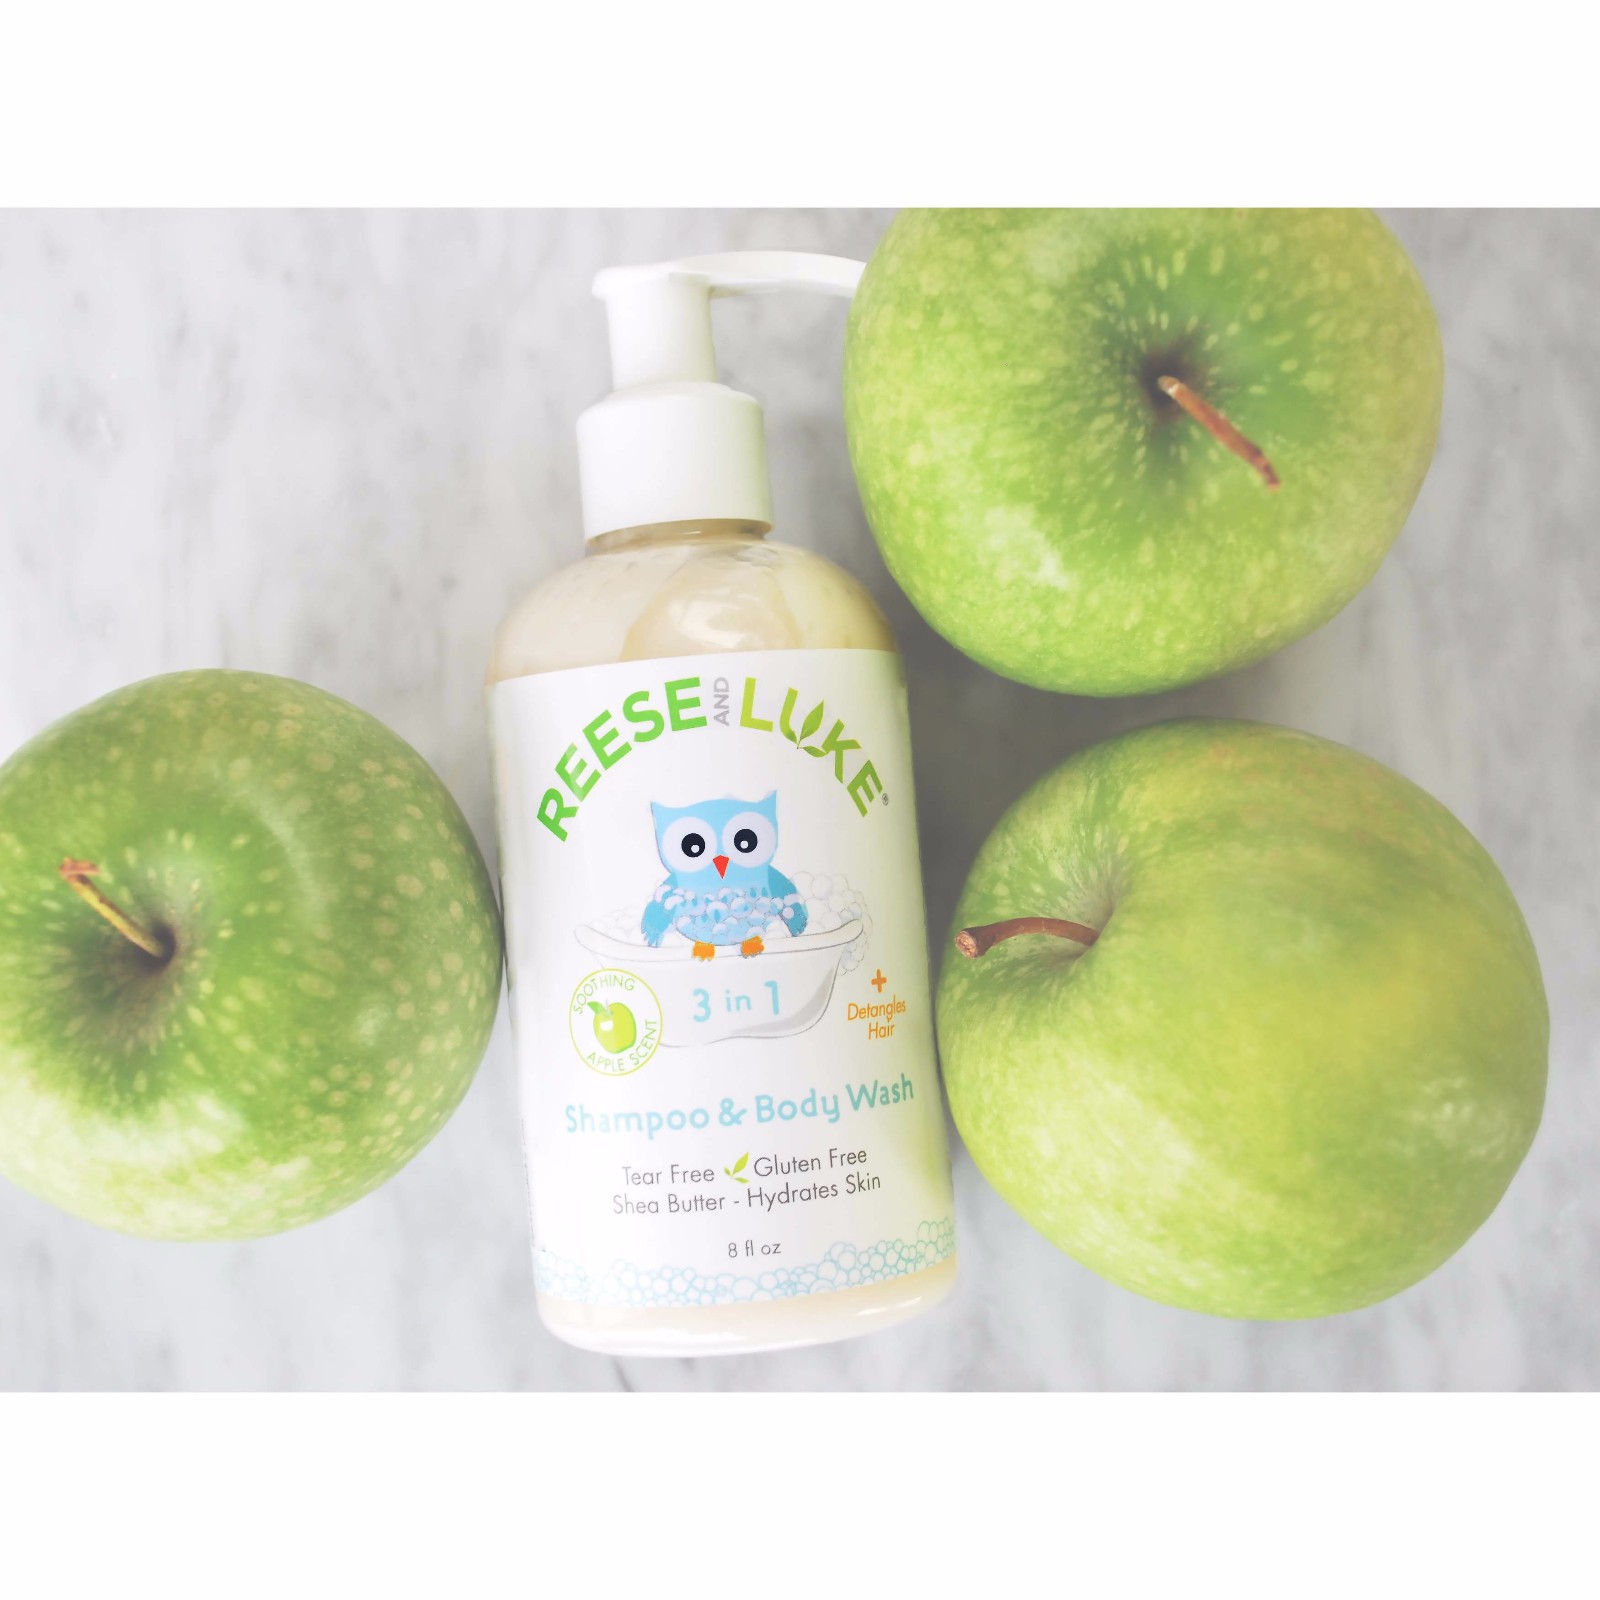 REESE AND LUKE®
SOOTHING
APPLE SCENT
3 in 1
+
Detangles
Hair
Shampoo & Body Wash
Tear Free Gluten Free
Shea Butter - Hydrates Skin
8 fl oz